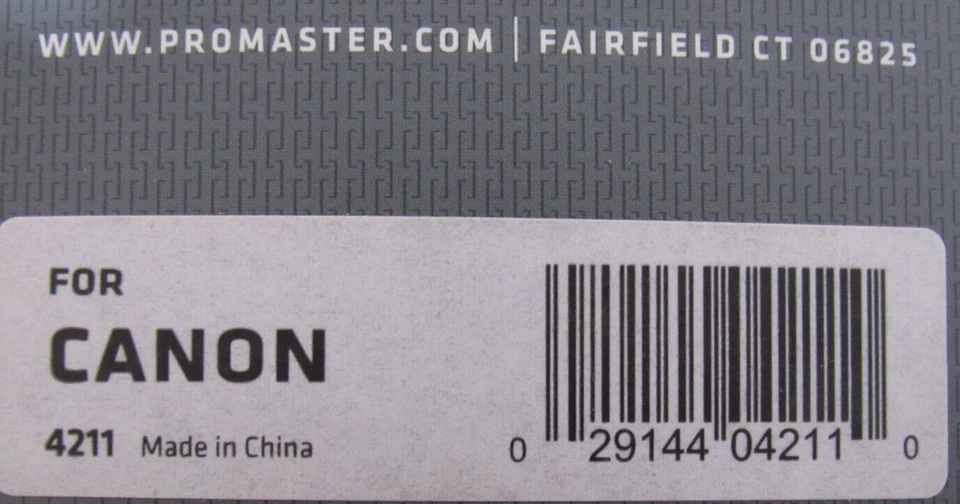 WWW.PROMASTER.COM | FAIRFIELD CT 06825
FOR
CANON
4211 Made in China
0 29144 04211 0